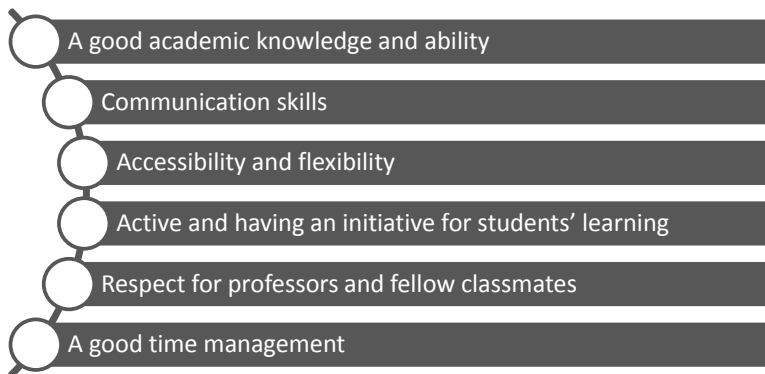 A good academic knowledge and ability
Communication skills
Accessibility and flexibility
Active and having an initiative for students’ learning
Respect for professors and fellow classmates
A good time management